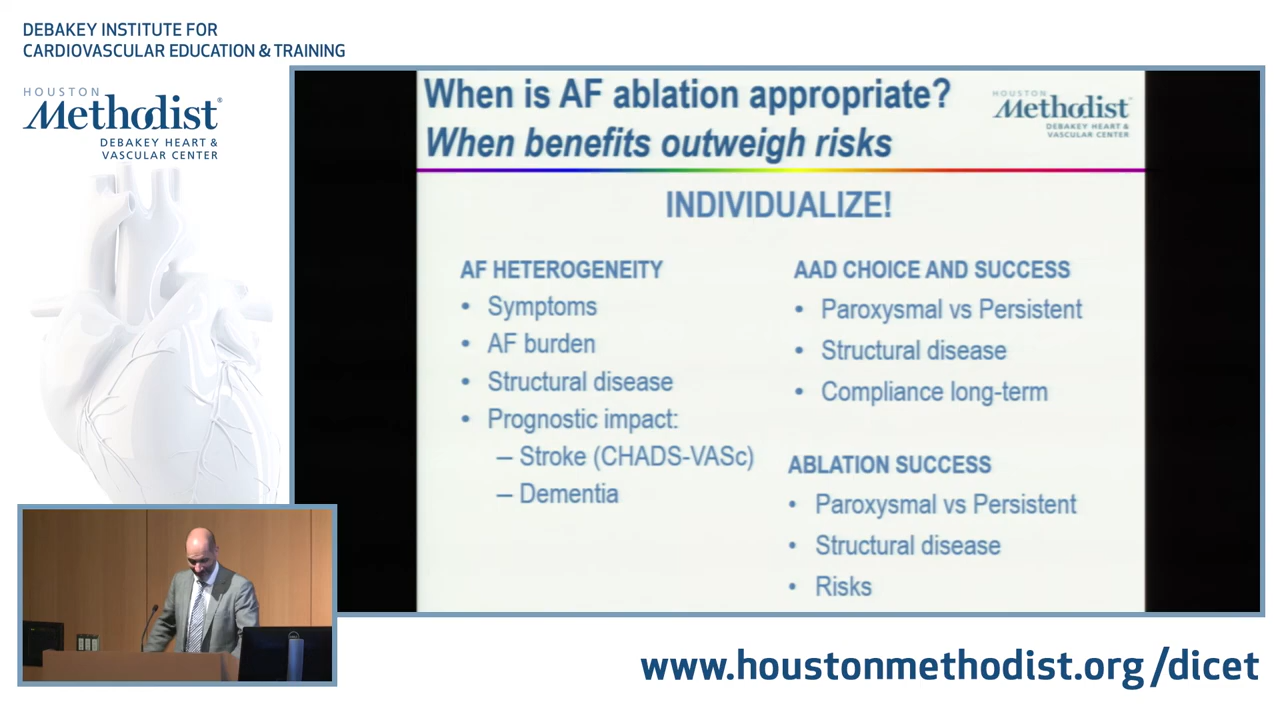 DEBAKEY INSTITUTE FOR
CARDIOVASCULAR EDUCATION & TRAINING
HOUSTON
Methodist®
DEBAKEY HEART &
VASCULAR CENTER
When is AF ablation appropriate?
When benefits outweigh risks
HOUSTON
Methodist
DEBAKEY HEART &
VASCULAR CENTER
INDIVIDUALIZE!
AF HETEROGENEITY
• Symptoms
• AF burden
• Structural disease
• Prognostic impact:
– Stroke (CHADS-VASc)
– Dementia
AAD CHOICE AND SUCCESS
• Paroxysmal vs Persistent
• Structural disease
• Compliance long-term
ABLATION SUCCESS
• Paroxysmal vs Persistent
• Structural disease
• Risks
www.houstonmethodist.org/dicet